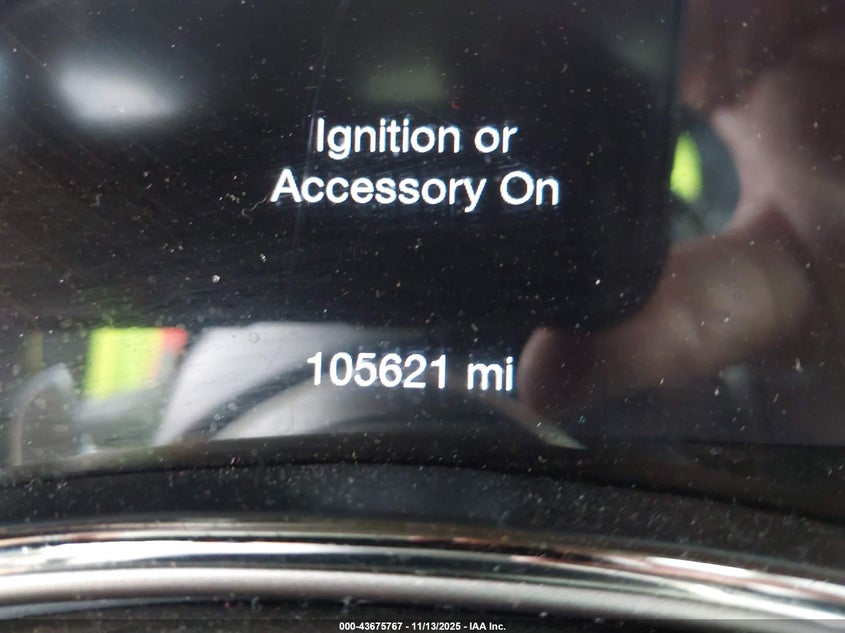 Ignition or
Accessory On
105621 mi
000-43675767 - 11/13/2025 - IAA Inc.